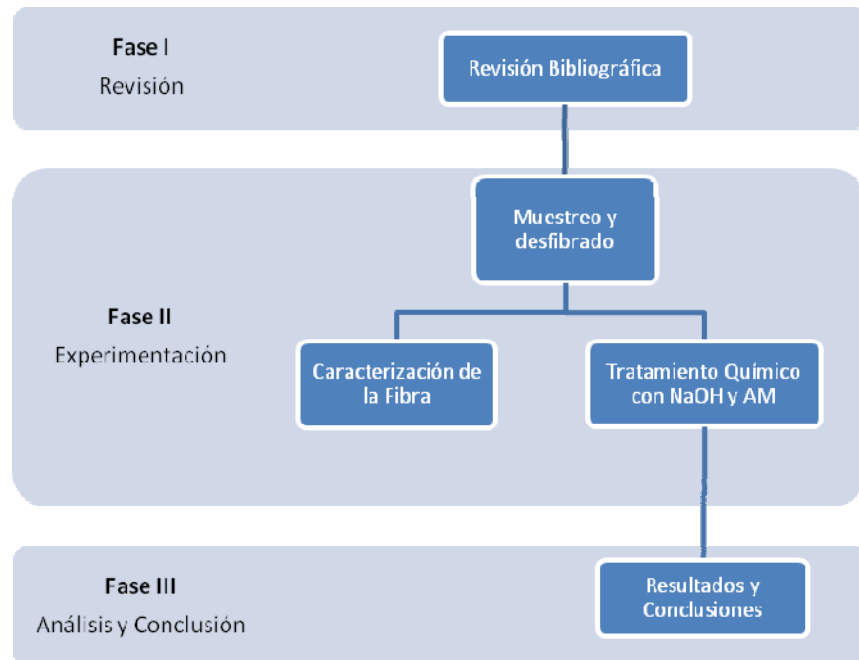 Fase I
Revisión
Revisión Bibliográfica
Muestreo y
desfibrado
Fase II
Experimentación
Caracterización de
la Fibra
Tratamiento Químico
con NaOH y AM
Fase III
Análisis y Conclusión
Resultados y
Conclusiones